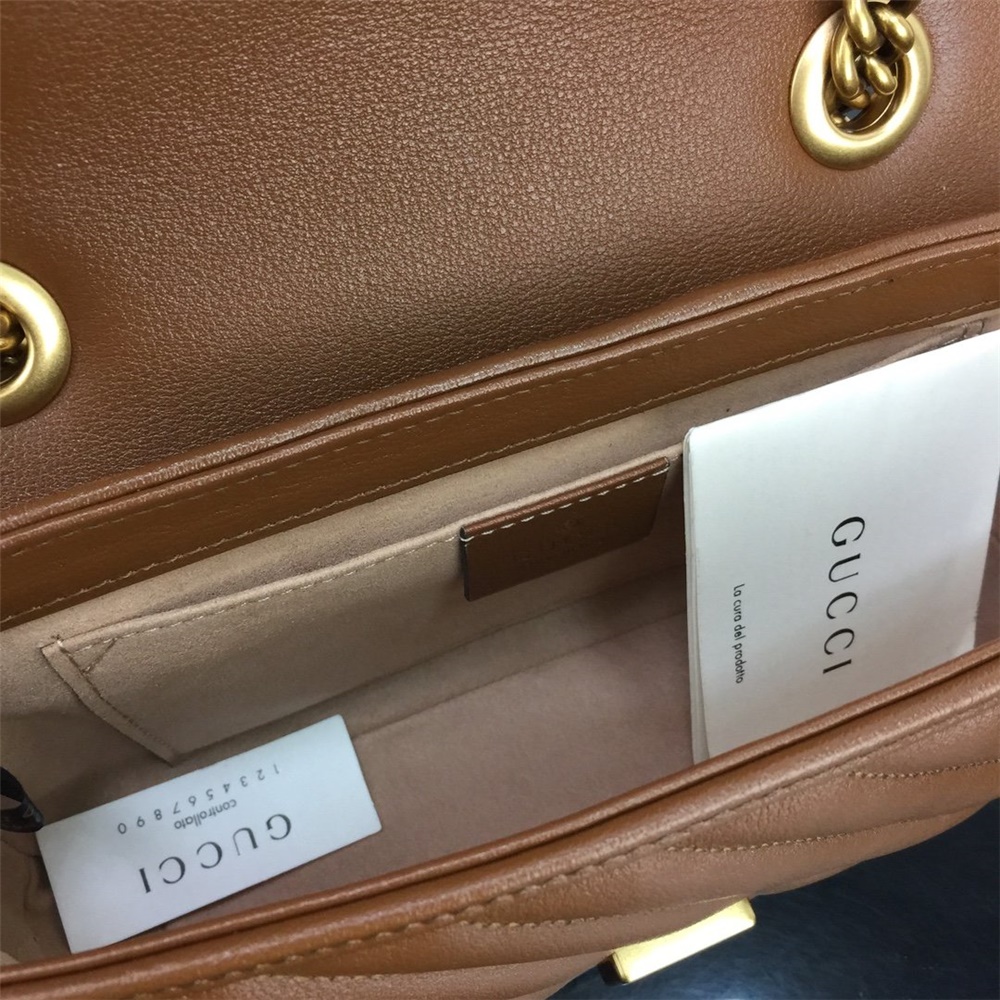 GUCCI
La cura del prodotto
GUCCI
controllato
1234567890